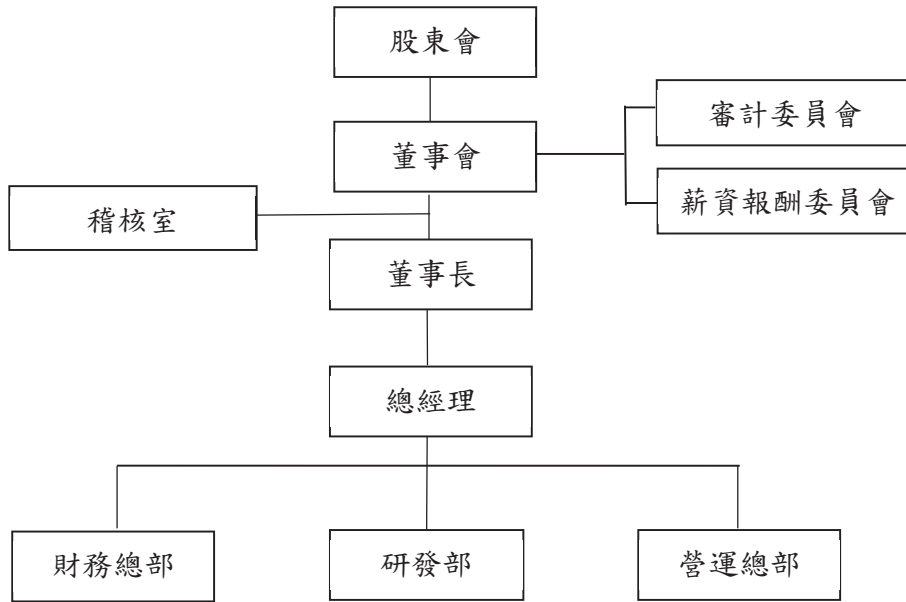 股東會
審計委員會
董事會
薪資報酬委員會
稽核室
董事長
總經理
財務總部
研發部
營運總部